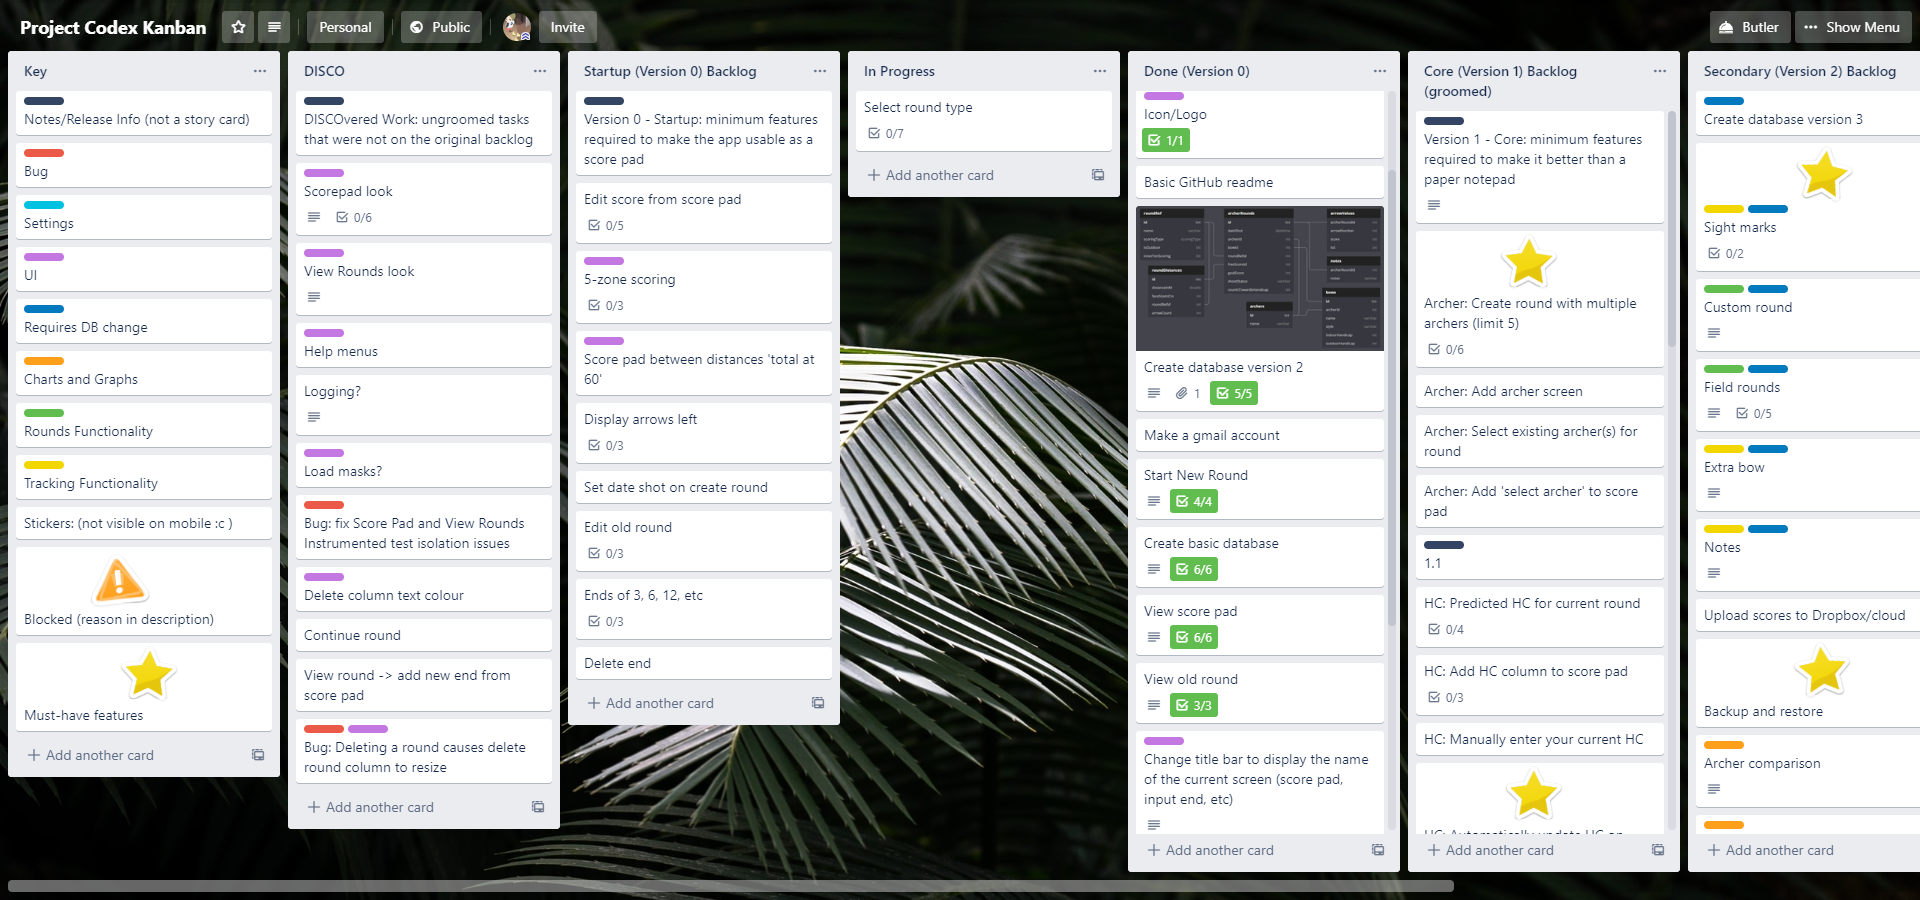 Project Codex Kanban
Personal
Public
Invite
Butler
Show Menu
Key
Notes/Release Info (not a story card)
Bug
Settings
UI
Requires DB change
Charts and Graphs
Rounds Functionality
Tracking Functionality
Stickers: (not visible on mobile :c )
Blocked (reason in description)
Must-have features
Add another card
DISCO
DISCOvered Work: ungroomed tasks
that were not on the original backlog
Scorepad look
0/6
View Rounds look
Help menus
Logging?
Load masks?
Bug: fix Score Pad and View Rounds
Instrumented test isolation issues
Delete column text colour
Continue round
View round -> add new end from
score pad
Bug: Deleting a round causes delete
round column to resize
Add another card
Startup (Version 0) Backlog
Version 0 - Startup: minimum features
required to make the app usable as a
score pad
Edit score from score pad
0/5
5-zone scoring
0/3
Score pad between distances 'total at
60'
Display arrows left
0/3
Set date shot on create round
Edit old round
0/3
Ends of 3, 6, 12, etc
0/3
Delete end
Add another card
In Progress
Select round type
0/7
Add another card
Done (Version 0)
Icon/Logo
1/1
Basic GitHub readme
Create database version 2
1
5/5
Make a gmail account
Start New Round
4/4
Create basic database
6/6
View score pad
6/6
View old round
3/3
Change title bar to display the name
of the current screen (score pad,
input end, etc)
Add another card
Core (Version 1) Backlog
(groomed)
Version 1 - Core: minimum features
required to make it better than a
paper notepad
Archer: Create round with multiple
archers (limit 5)
0/6
Archer: Add archer screen
Archer: Select existing archer(s) for
round
Archer: Add 'select archer' to score
pad
1.1
HC: Predicted HC for current round
0/4
HC: Add HC column to score pad
0/3
HC: Manually enter your current HC
HC: Automatically update HC on
Add another card
Secondary (Version 2) Backlog
Create database version 3
Sight marks
0/2
Custom round
Field rounds
0/5
Extra bow
Notes
Upload scores to Dropbox/cloud
Backup and restore
Archer comparison
Add another card